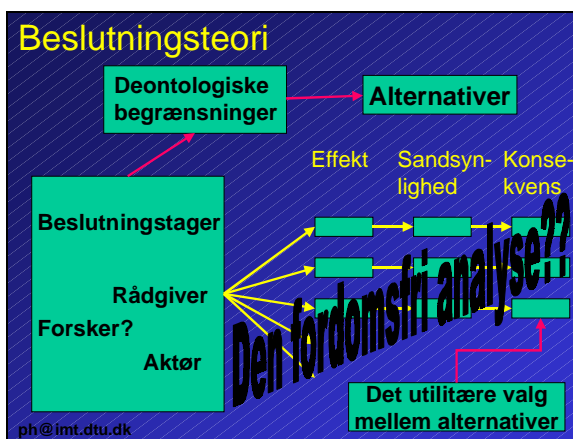 Beslutningsteori
Deontologiske
begrænsninger
Alternativer
Effekt
Sandsyn-
lighed
Konse-
kvens
Beslutningstager
Rådgiver
Forsker?
Aktør
Den fordomsfri analyse??
Det utilitære valg
mellem alternativer
ph@imt.dtu.dk